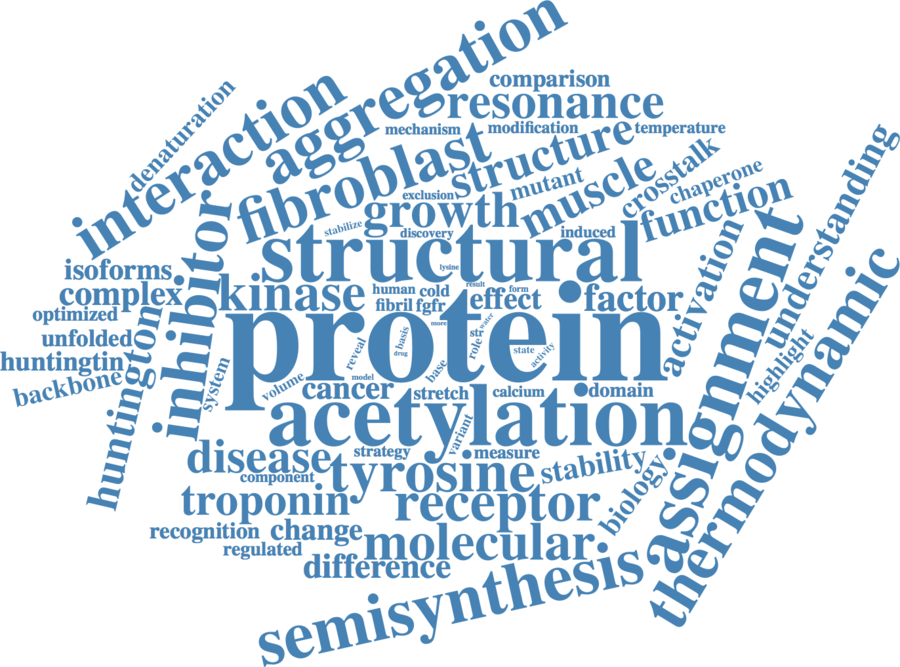 aggregation
comparison
interaction
denaturation
resonance
mechanism
modification
temperature
fibroblast
structure
mutant
muscle
crosstalk
chaperone
understanding
exclusion
growth
function
stabilize
discovery
induced
structural
lysine
isoforms
inhibitor
complex
kinase
human
cold
result
form
effect
factor
activation
assignment
thermodynamic
optimized
fibril
fgfr
protein
more
str
water
unfolded
huntington
basis
role
state
activity
reveal
drug
base
huntingtin
backbone
system
volume
model
cancer
stretch
calcium
domain
highlight
acetylation
variant
disease
strategy
measure
component
tyrosine
stability
biology
troponin
receptor
recognition
change
regulated
molecular
difference
semisynthesis